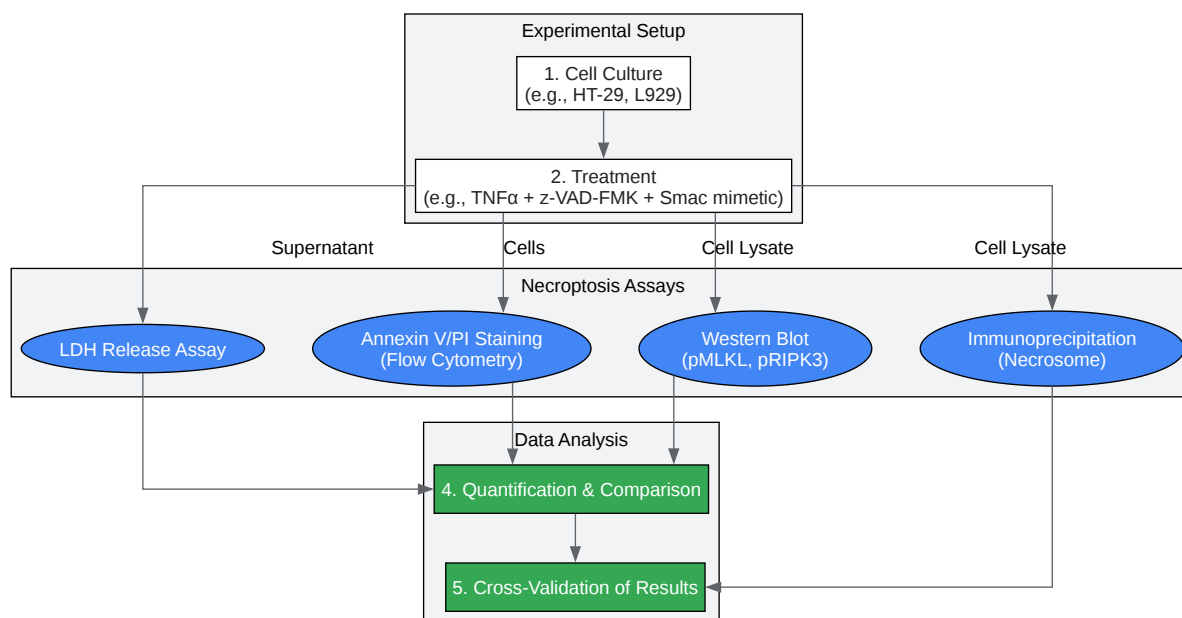 Experimental Setup
1. Cell Culture
(e.g., HT-29, L929)
2. Treatment
(e.g., TNFα + z-VAD-FMK + Smac mimetic)
Supernatant
Cells
Cell Lysate
Cell Lysate
Necroptosis Assays
LDH Release Assay
Annexin V/PI Staining
(Flow Cytometry)
Western Blot
(pMLKL, pRIPK3)
Immunoprecipitation
(Necrosome)
Data Analysis
4. Quantification & Comparison
5. Cross-Validation of Results